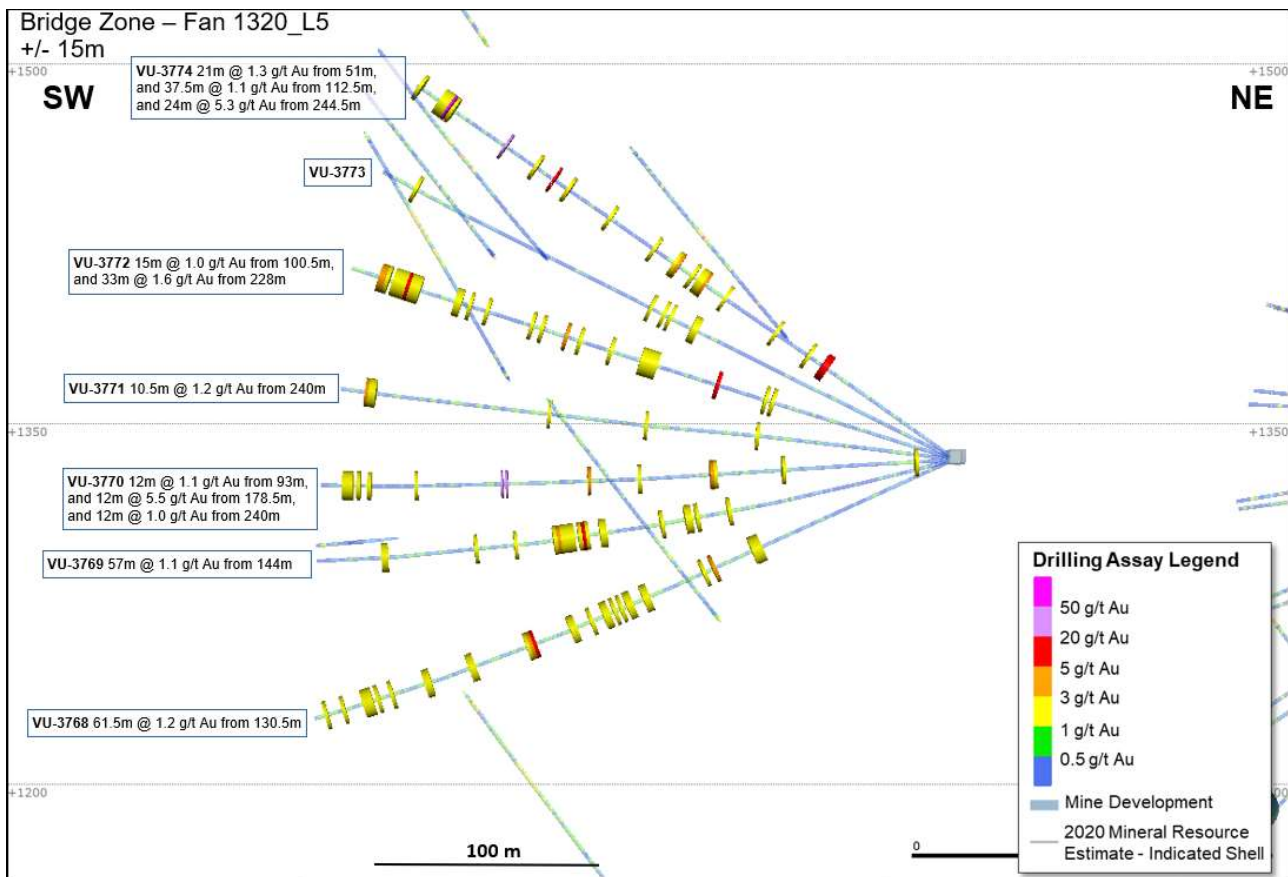 Bridge Zone – Fan 1320_L5
+/- 15m
+1500
+1500
SW
NE
VU-3774 21m @ 1.3 g/t Au from 51m,
and 37.5m @ 1.1 g/t Au from 112.5m,
and 24m @ 5.3 g/t Au from 244.5m
VU-3773
VU-3772 15m @ 1.0 g/t Au from 100.5m,
and 33m @ 1.6 g/t Au from 228m
VU-3771 10.5m @ 1.2 g/t Au from 240m
+1350
+1350
VU-3770 12m @ 1.1 g/t Au from 93m,
and 12m @ 5.5 g/t Au from 178.5m,
and 12m @ 1.0 g/t Au from 240m
VU-3769 57m @ 1.1 g/t Au from 144m
VU-3768 61.5m @ 1.2 g/t Au from 130.5m
+1200
100 m
0
Drilling Assay Legend
50 g/t Au
20 g/t Au
5 g/t Au
3 g/t Au
1 g/t Au
0.5 g/t Au
Mine Development
2020 Mineral Resource
Estimate - Indicated Shell